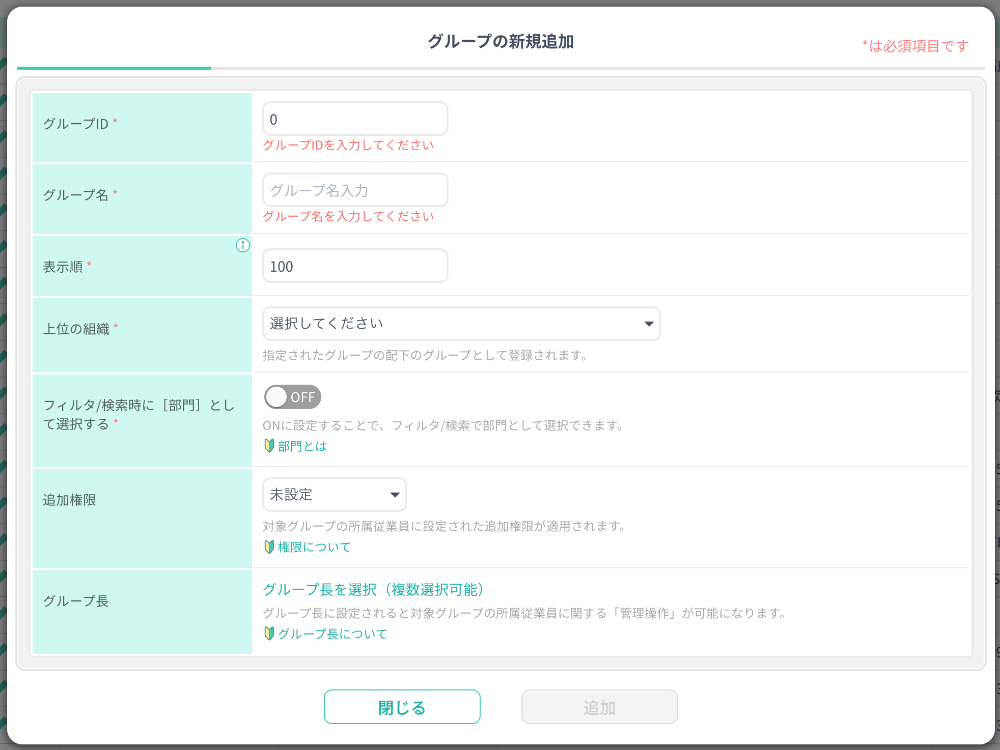 グループの新規追加
*は必須項目です
グループID *
0
グループIDを入力してください
グループ名 *
グループ名入力
グループ名を入力してください
表示順 *
100
上位の組織 *
選択してください
指定されたグループの配下のグループとして登録されます。
フィルタ/検索時に［部門］とし
て選択する *
OFF
ONに設定することで、フィルタ/検索で部門として選択できます。
部門とは
追加権限
未設定
対象グループの所属従業員に設定された追加権限が適用されます。
権限について
グループ長
グループ長を選択（複数選択可能）
グループ長に設定されると対象グループの所属従業員に関する「管理操作」が可能になります。
グループ長について
閉じる
追加